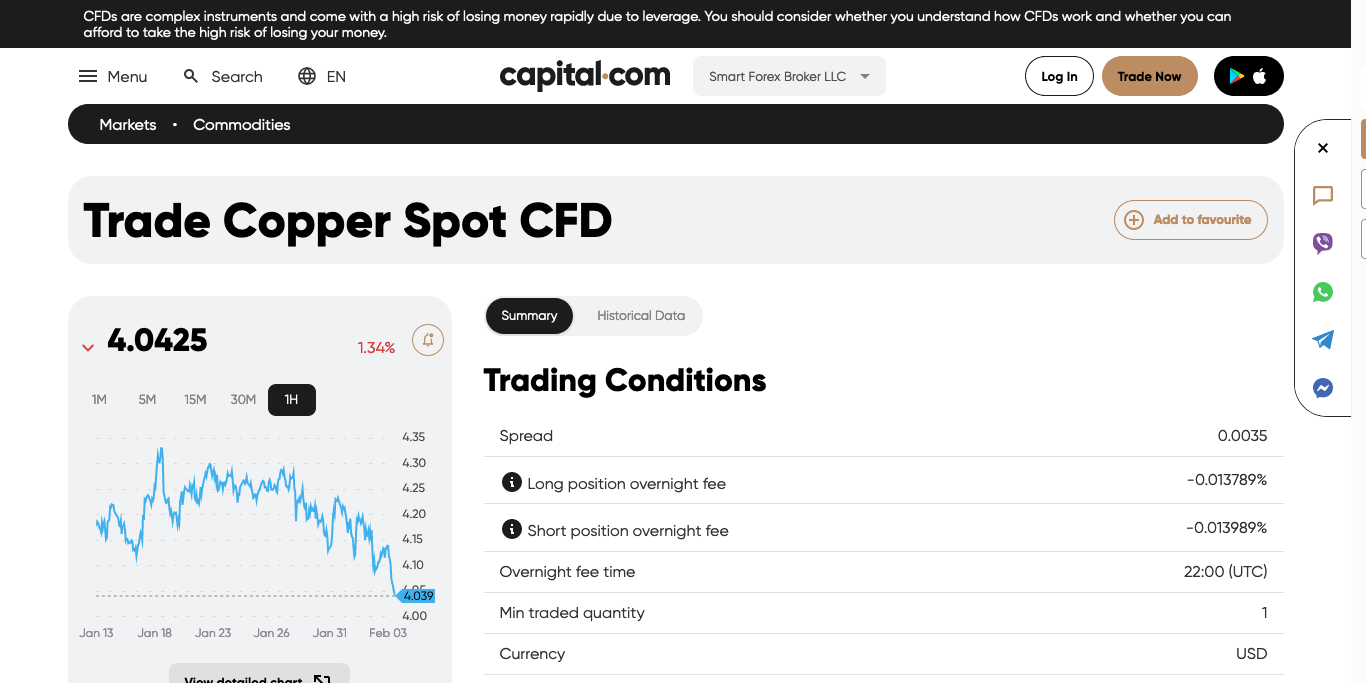 CFDs are complex instruments and come with a high risk of losing money rapidly due to leverage. You should consider whether you understand how CFDs work and whether you can
afford to take the high risk of losing your money.
Menu Search EN capital.com Smart Forex Broker LLC Log In Trade Now
Markets • Commodities
Trade Copper Spot CFD Add to favourite
4.0425 1.34%
1M 5M 15M 30M 1H
4.35
4.30
4.25
4.20
4.15
4.10
4.05
4.039
4.00
Jan 13 Jan 18 Jan 23 Jan 26 Jan 31 Feb 03
View detailed chart
Summary Historical Data
Trading Conditions
Spread 0.0035
Long position overnight fee -0.013789%
Short position overnight fee -0.013989%
Overnight fee time 22:00 (UTC)
Min traded quantity 1
Currency USD